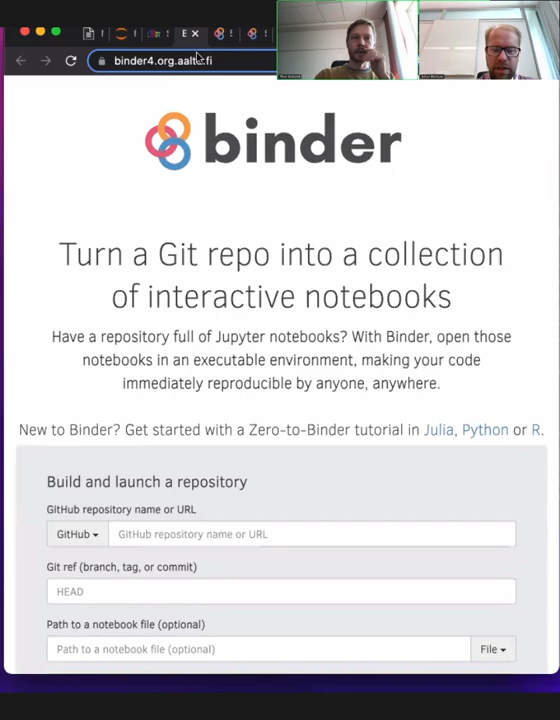 binder4.org.aalt
.fi
binder
Turn a Git repo into a collection
of interactive notebooks
Have a repository full of Jupyter notebooks? With Binder, open those
notebooks in an executable environment, making your code
immediately reproducible by anyone, anywhere.
New to Binder? Get started with a Zero-to-Binder tutorial in Julia, Python or R.
Build and launch a repository
GitHub repository name or URL
GitHub
GitHub repository name or URL
Git ref (branch, tag, or commit)
HEAD
Path to a notebook file (optional)
Path to a notebook file (optional)
File